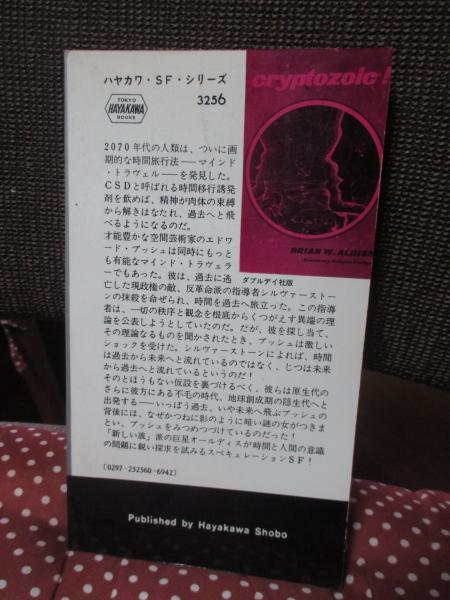 ハヤカワ・SF・シリーズ
TOKYO
HAYAKAWA
BOOKS
3256
cryptozoic!
BRIAN W. ALDISS
ダブルデイ社版
2070年代の人類は、ついに画
期的な時間旅行法──マインド
・トラヴェル──を発見した。
CSDと呼ばれる時間移行誘発
剤を飲めば、精神が肉体の束縛
から解きはなたれ、過去へと飛
べるようになるのだ。
才能豊かな空間芸術家のエドワ
ード・ブッシュは同時にもっと
も有能なマインド・トラヴェラ
ーでもあった。彼は、過去に逃
亡した現政権の敵、反革命派の指導者シルヴァーストー
ンの抹殺を命ぜられ、時間を過去へ旅立った。この指導
者は、一切の秩序と観念を根底からくつがえす異端の理
論を公表しようとしていたのだ。だが、彼を探し当て、
その理論なるものを聞かされたとき、ブッシュは激しい
ショックを受けた。シルヴァーストーンによれば、時間
は過去から未来へと流れているのではなく、じつは未来
から過去へと流れているというのだ！
そのとほうもない仮設を裏づけるべく、彼らは原生代の
さらに彼方にある不毛の時代、地球創成期の隠生代へと
出発する──いっぽう過去、いや未来へ飛ぶブッシュの
背後には、なぜかつねに影のように暗い謎の女がつきま
とい、ブッシュをみつめつづけているのだった！
「新しい波」派の巨星オールディスが時間と人間の意識
の問題に鋭い探求を試みるスペキュレーションSF！
(0297-232560-6942)
Published by Hayakawa Shobo